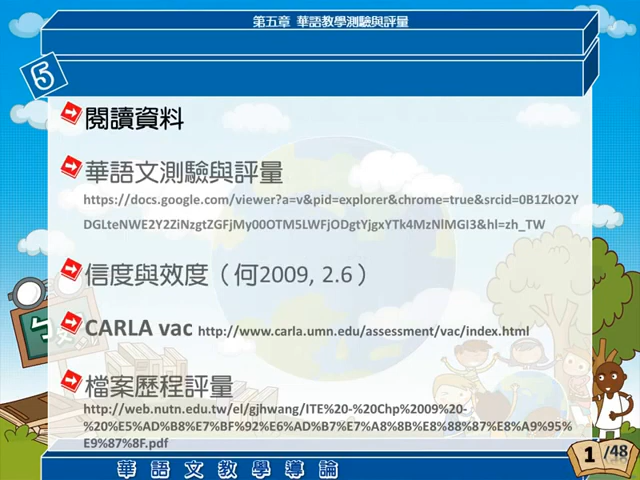 第五章 華語教學測驗與評量
5
閱讀資料
華語文測驗與評量
https://docs.google.com/viewer?a=v&pid=explorer&chrome=true&srcid=0B1ZkO2Y
DGLteNWE2Y2ZiNzgtZGFjMy00OTM5LWFjODgtYjgxYTk4MzNlMGI3&hl=zh_TW
信度與效度（何2009, 2.6）
CARLA vac http://www.carla.umn.edu/assessment/vac/index.html
ㄅ
檔案歷程評量
http://web.nutn.edu.tw/el/gjhwang/ITE%20-%20Chp%2009%20-
%20%E5%AD%B8%E7%BF%92%E6%AD%B7%E7%A8%8B%E8%88%87%E8%A9%95%
E9%87%8F.pdf
1 /48
華語文教學導論